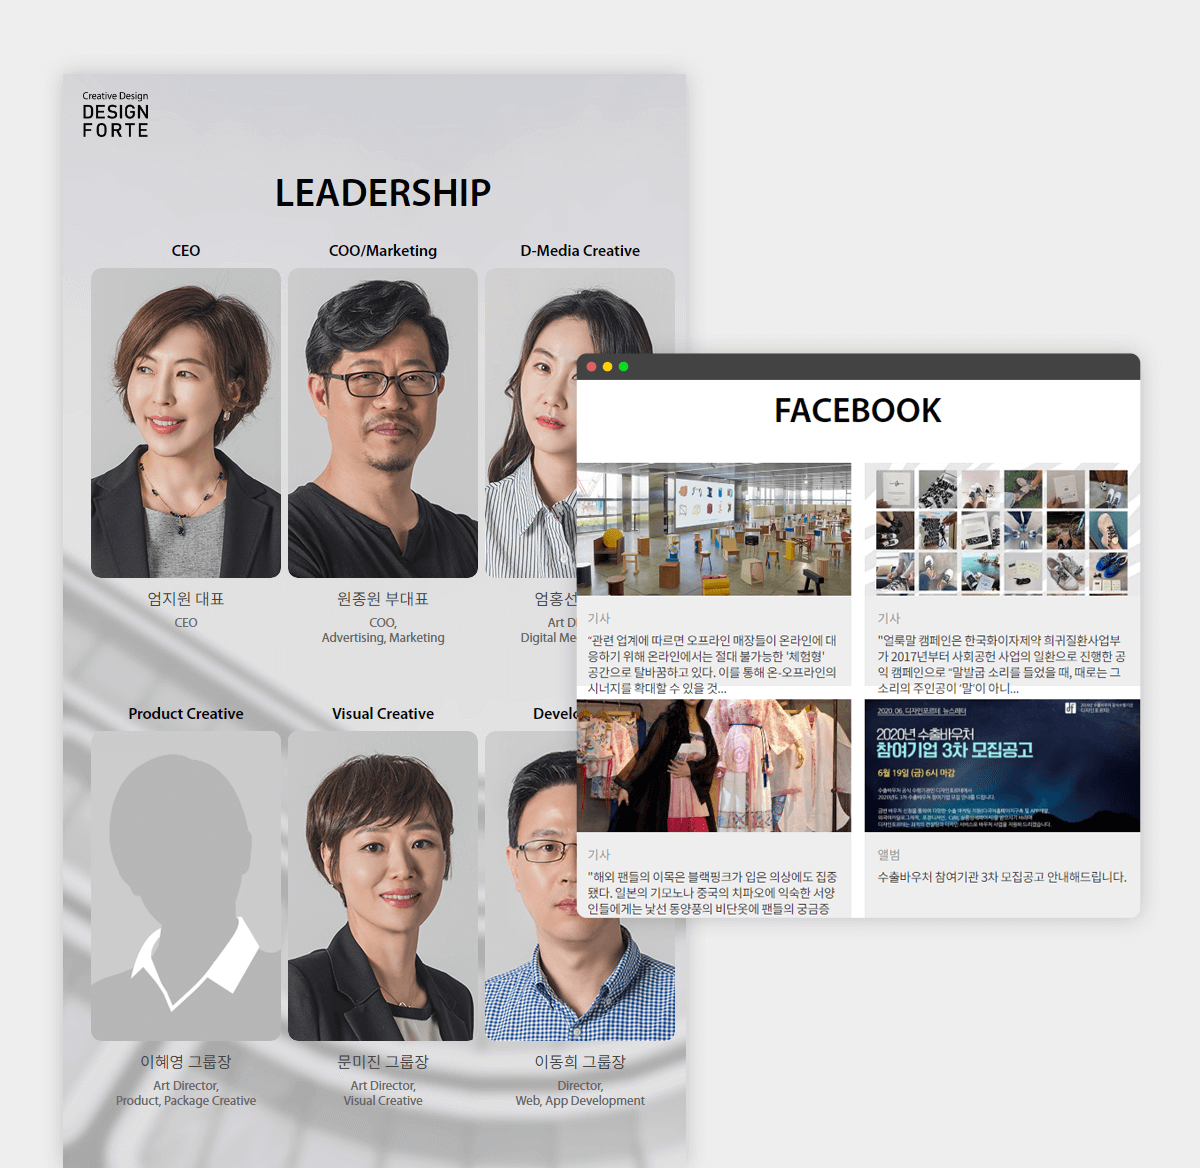 Creative Design
DESIGN
FORTE
LEADERSHIP
CEO
COO/Marketing
D-Media Creative
엄지원 대표
CEO
원종원 부대표
COO,
Advertising, Marketing
엄홍선
Art D
Digital Me
Product Creative
Visual Creative
Develo
이혜영 그룹장
Art Director,
Product, Package Creative
문미진 그룹장
Art Director,
Visual Creative
이동희 그룹장
Director,
Web, App Development
FACEBOOK
기사
"관련 업계에 따르면 오프라인 매장들이 온라인에 대
응하기 위해 온라인에서는 절대 불가능한 '체험형'
공간으로 탈바꿈하고 있다. 이를 통해 온·오프라인의
시너지를 확대할 수 있을 것...
기사
"얼룩말 캠페인은 한국화이자제약 희귀질환사업부
가 2017년부터 사회공헌 사업의 일환으로 진행한 공
익 캠페인으로 "말발굽 소리를 들었을 때, 때로는 그
소리의 주인공이 '말'이 아니...
기사
"해외 팬들의 이목은 블랙핑크가 입은 의상에도 집중
됐다. 일본의 기모노나 중국의 치파오에 익숙한 서양
인들에게는 낯선 동양풍의 비단옷에 팬들의 궁금증
2020. 06. 디자인포르테 뉴스레터
2020년 수출바우처
참여기업 3차 모집공고
6월 19일 (금) 6시 마감
앨범
수출바우처 참여기관 3차 모집공고 안내해드립니다.